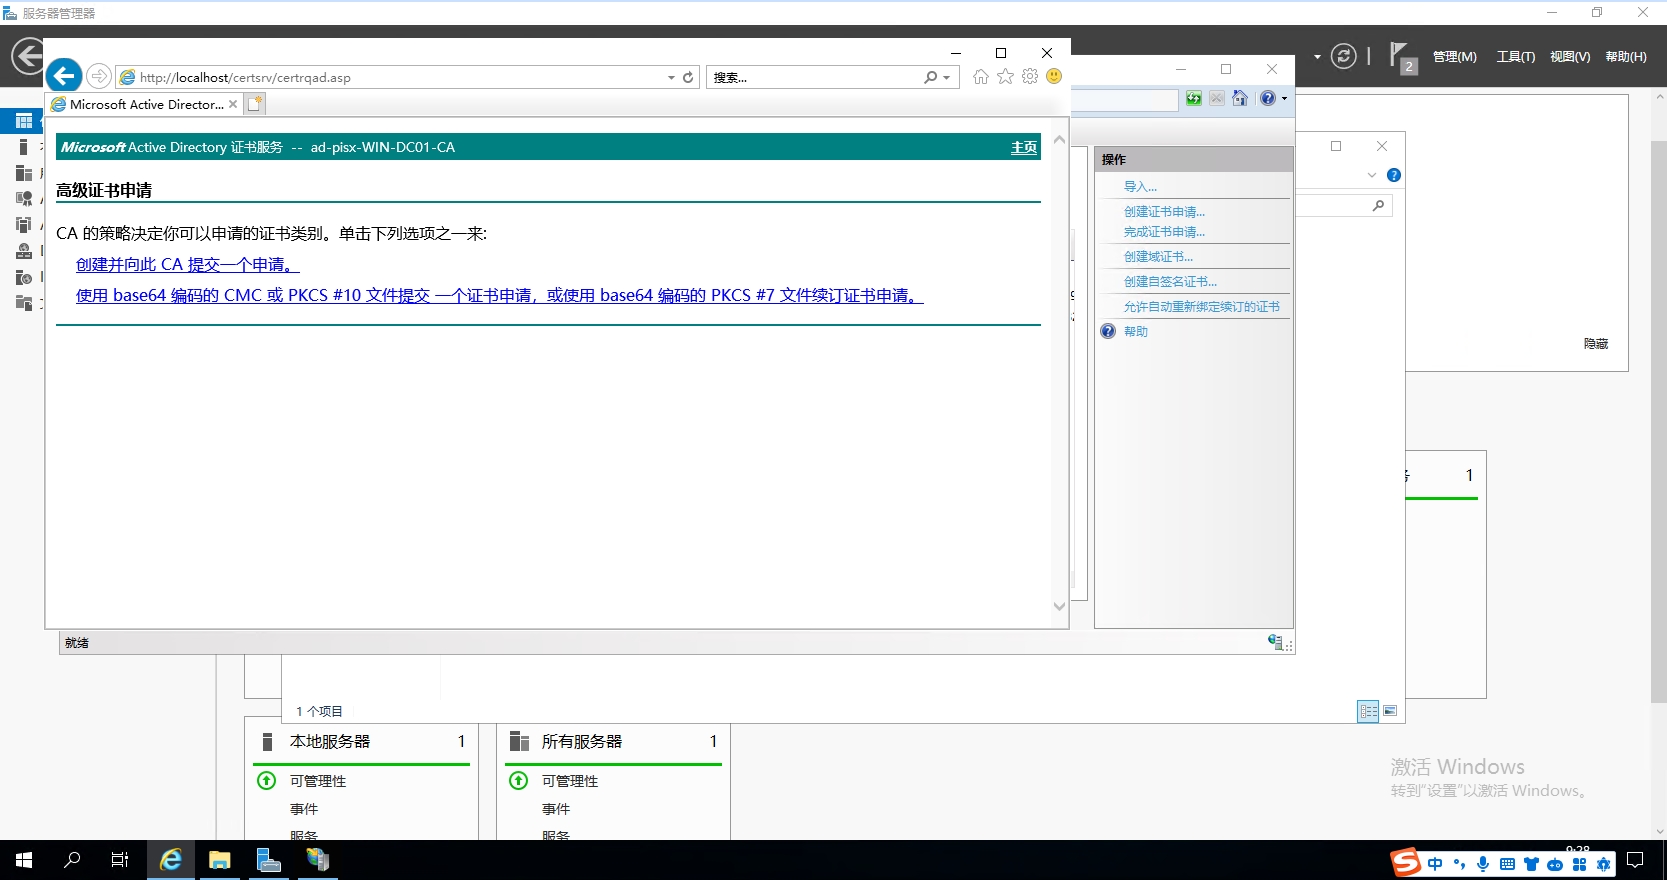 服务器管理器
管理(M) 工具(T) 视图(V) 帮助(H)
2
http://localhost/certsrv/certrqad.asp
搜索...
Microsoft Active Director...
Microsoft Active Directory 证书服务 -- ad-pisx-WIN-DC01-CA
主页
高级证书申请
CA 的策略决定你可以申请的证书类别。单击下列选项之一来:
创建并向此 CA 提交一个申请。
使用 base64 编码的 CMC 或 PKCS #10 文件提交 一个证书申请，或使用 base64 编码的 PKCS #7 文件续订证书申请。
操作
导入...
创建证书申请...
完成证书申请...
创建域证书...
创建自签名证书...
允许自动重新绑定续订的证书
帮助
隐藏
1
就绪
1 个项目
本地服务器 1
可管理性
事件
服务
所有服务器 1
可管理性
事件
服务
激活 Windows
转到"设置"以激活 Windows。
9:28
中